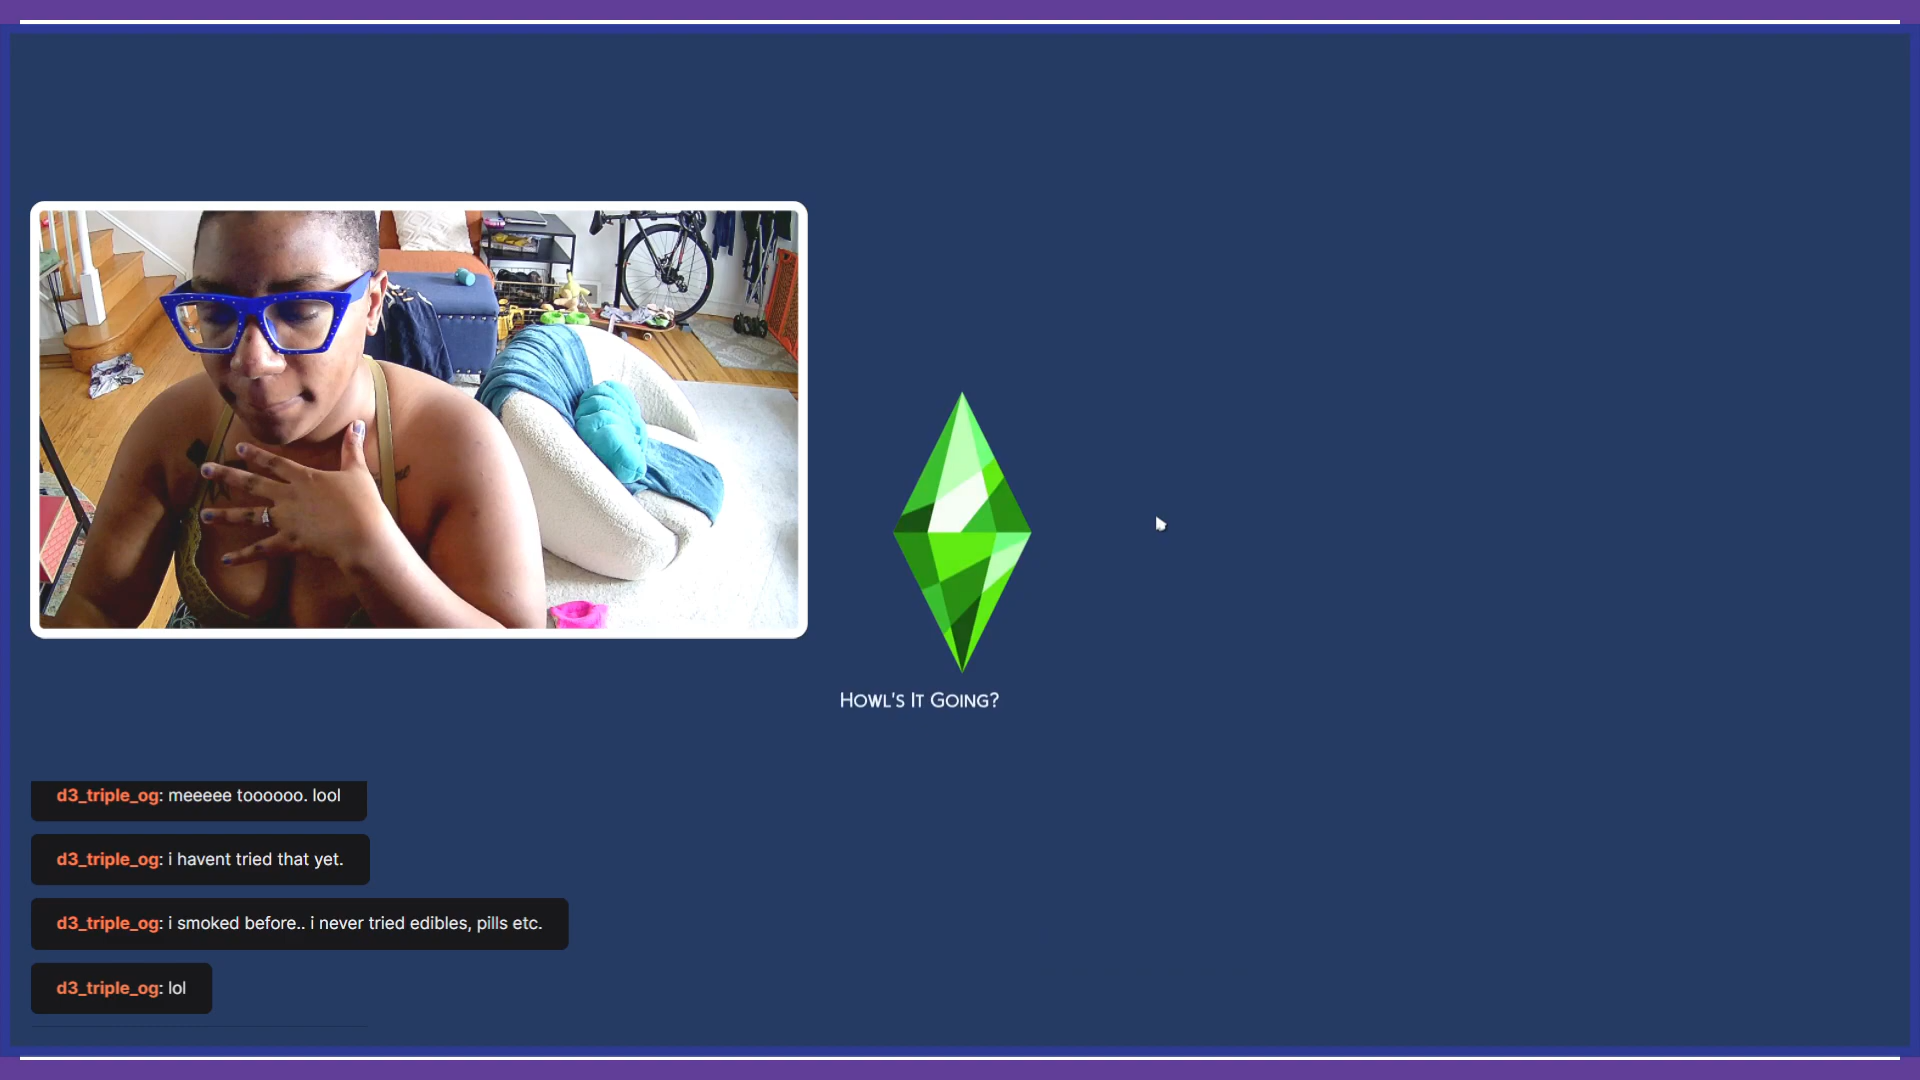 HOWL'S IT GOING?
d3_triple_og: meeeee toooooo. lool
d3_triple_og: i havent tried that yet.
d3_triple_og: i smoked before.. i never tried edibles, pills etc.
d3_triple_og: lol